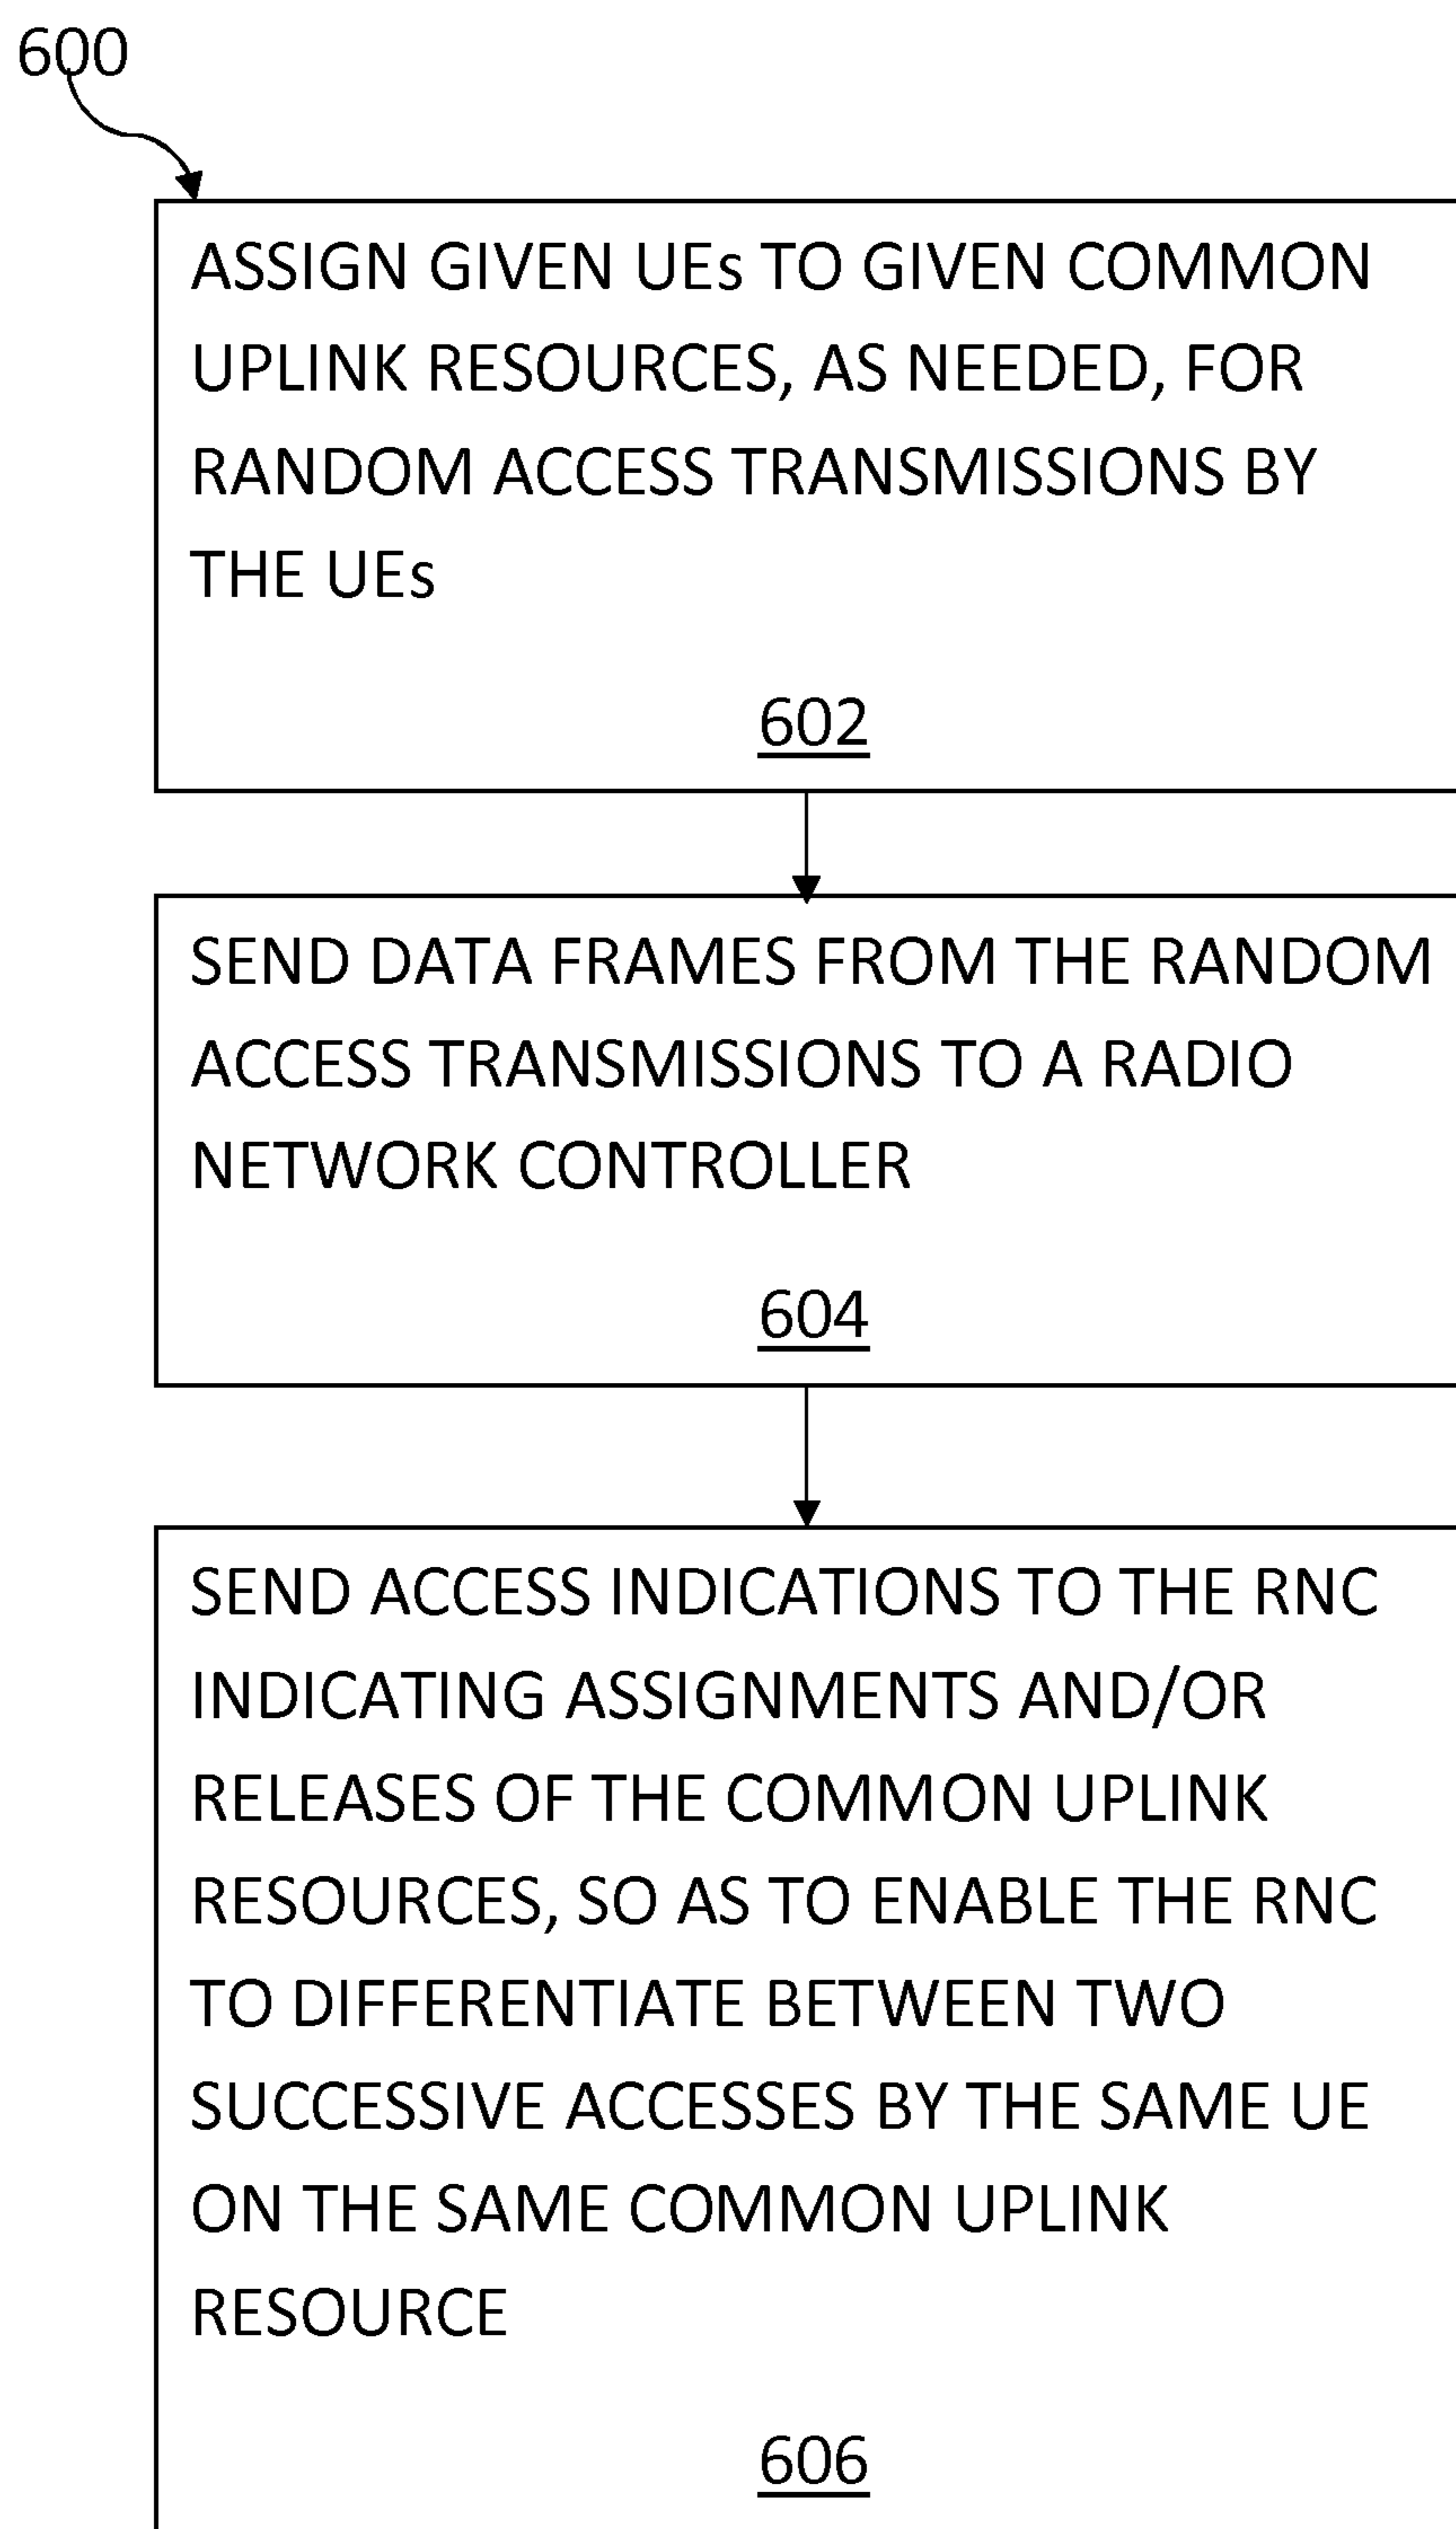 600
ASSIGN GIVEN UEs TO GIVEN COMMON
UPLINK RESOURCES, AS NEEDED, FOR
RANDOM ACCESS TRANSMISSIONS BY
THE UEs
602
SEND DATA FRAMES FROM THE RANDOM
ACCESS TRANSMISSIONS TO A RADIO
NETWORK CONTROLLER
604
SEND ACCESS INDICATIONS TO THE RNC
INDICATING ASSIGNMENTS AND/OR
RELEASES OF THE COMMON UPLINK
RESOURCES, SO AS TO ENABLE THE RNC
TO DIFFERENTIATE BETWEEN TWO
SUCCESSIVE ACCESSES BY THE SAME UE
ON THE SAME COMMON UPLINK
RESOURCE
606